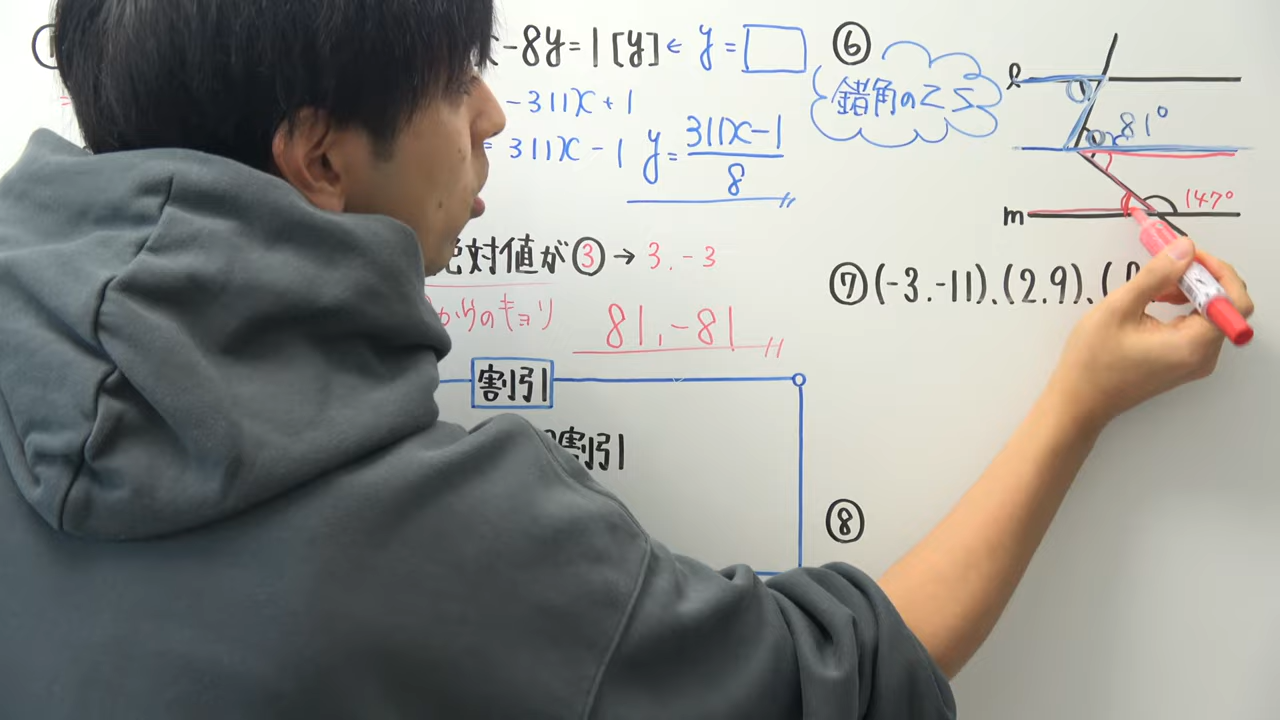 -8y=1[y]← y=
-311x+1
= 311x-1 y=311x-1/8
絶対値が③→3.-3
からのキョリ
81,-81
割引
割引
⑥
錯角のZS
ℓ
81°
147°
m
⑦(-3.-11)、(2.9)、(
⑧